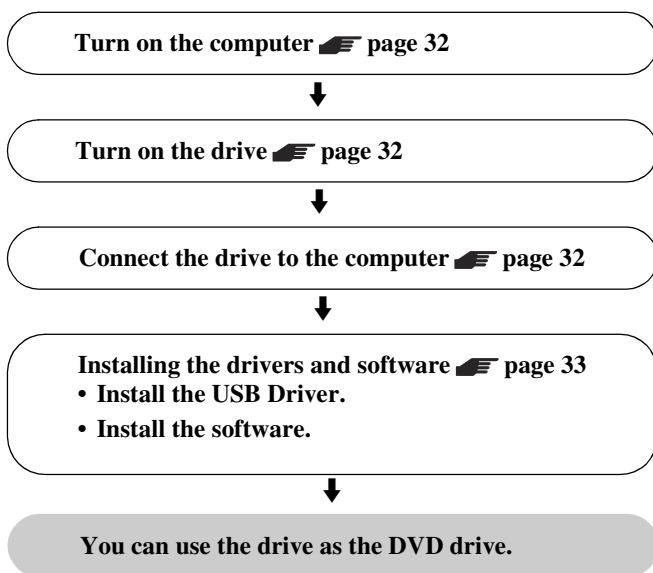 Turn on the computer page 32
Turn on the drive page 32
Connect the drive to the computer page 32
Installing the drivers and software page 33
• Install the USB Driver.
• Install the software.
You can use the drive as the DVD drive.